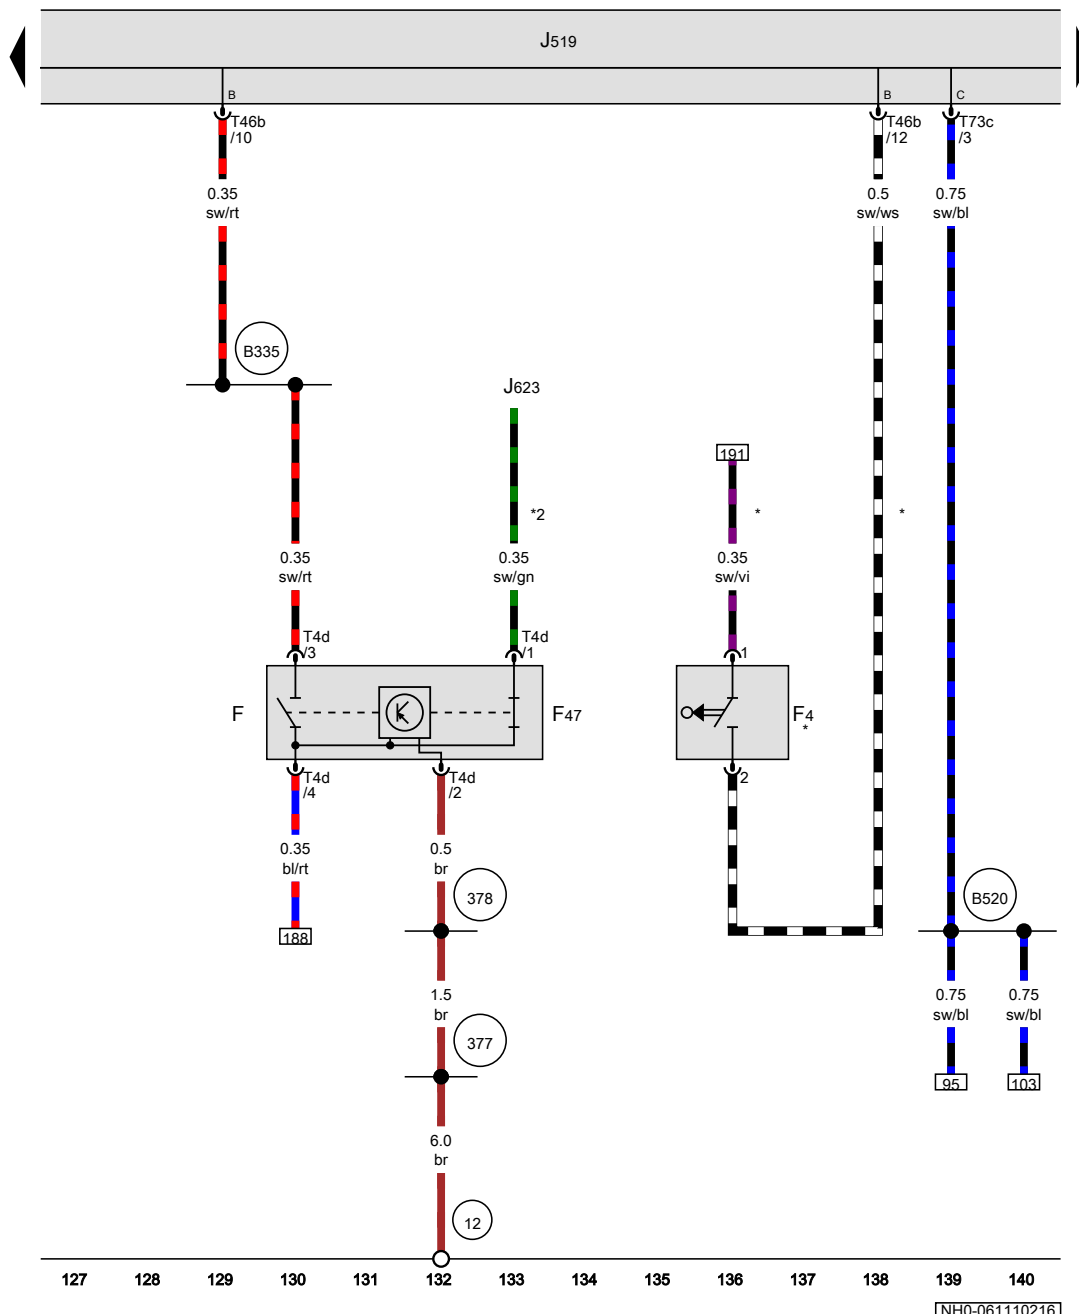 J519
B
B
C
T46b
/10
T46b
/12
T73c
/3
0.35
sw/rt
0.5
sw/ws
0.75
sw/bl
B335
J623
191
*2
*
*
0.35
sw/rt
0.35
sw/gn
0.35
sw/vi
T4d
/3
T4d
/1
1
F
F47
F4
*
T4d
/4
T4d
/2
2
0.35
bl/rt
0.5
br
378
B520
188
1.5
br
0.75
sw/bl
0.75
sw/bl
377
95
103
6.0
br
12
127 128 129 130 131 132 133 134 135 136 137 138 139 140
NH0-061110216